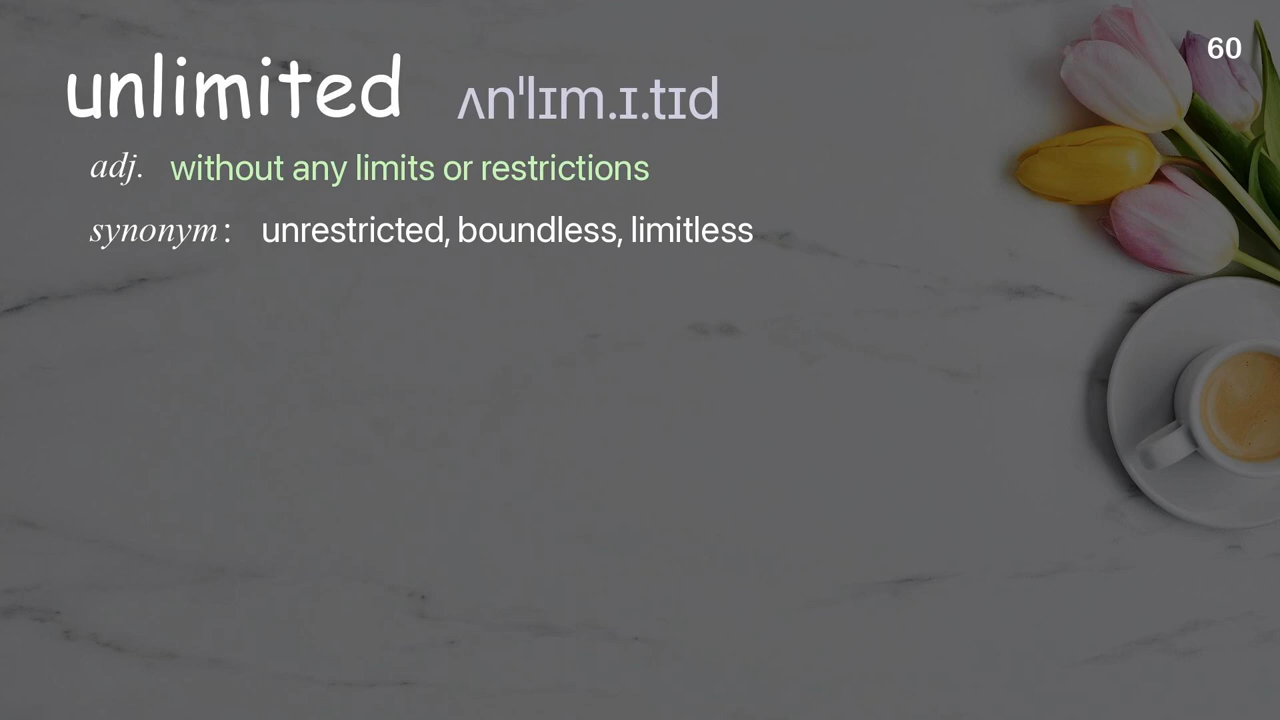 60
unlimited ʌnˈlɪm.ɪ.tɪd
adj. without any limits or restrictions
synonym: unrestricted, boundless, limitless